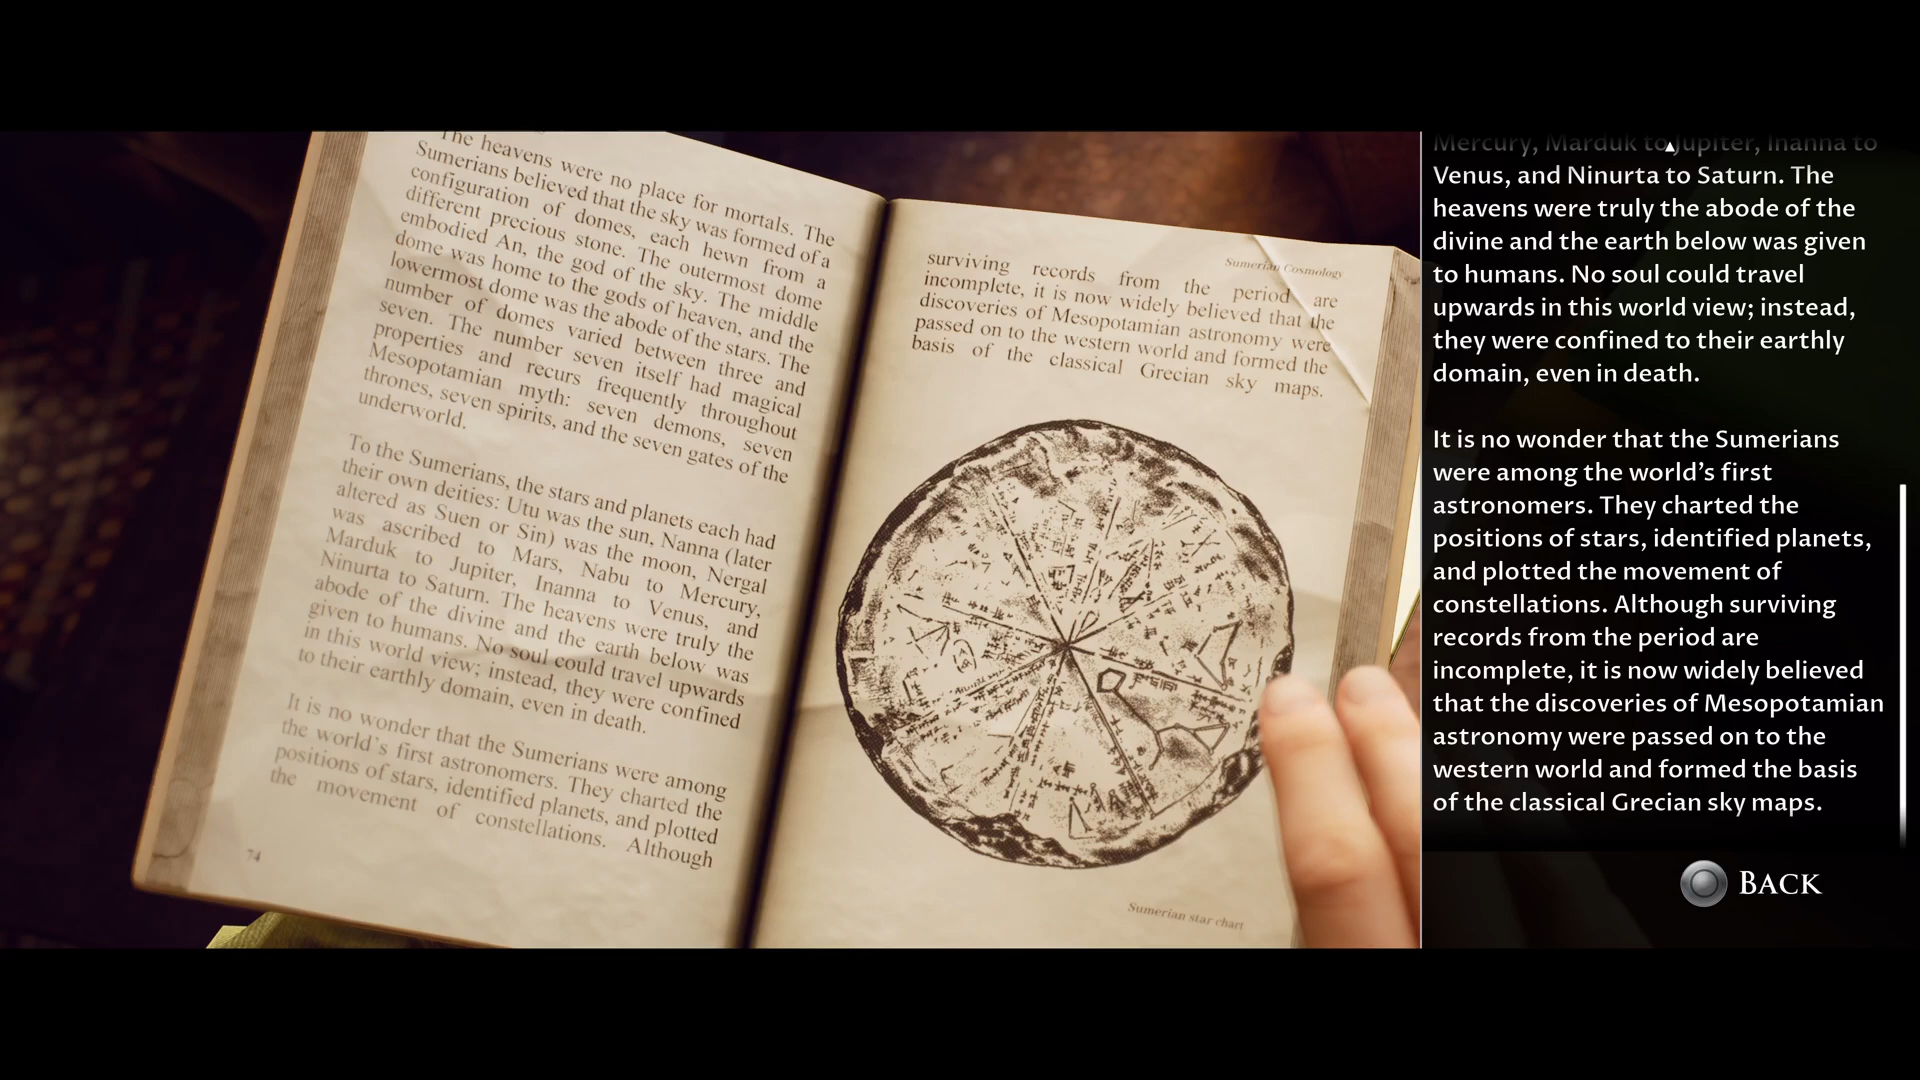 The heavens were no place for mortals. The
Sumerians believed that the sky was formed of a
configuration of domes, each hewn from a
different precious stone. The outermost dome
embodied An, the god of the sky. The middle
dome was home to the gods of heaven, and the
lowermost dome was the abode of the stars. The
number of domes varied between three and
seven. The number seven itself had magical
properties and recurs frequently throughout
Mesopotamian myth: seven demons, seven
thrones, seven spirits, and the seven gates of the
underworld.
To the Sumerians, the stars and planets each had
their own deities: Utu was the sun, Nanna (later
altered as Suen or Sin) was the moon, Nergal
was ascribed to Mars, Nabu to Mercury,
Marduk to Jupiter, Inanna to Venus, and
Ninurta to Saturn. The heavens were truly the
abode of the divine and the earth below was
given to humans. No soul could travel upwards
in this world view; instead, they were confined
to their earthly domain, even in death.
It is no wonder that the Sumerians were among
the world's first astronomers. They charted the
positions of stars, identified planets, and plotted
the movement of constellations. Although
74
Sumerian Cosmology
surviving records from the period are
incomplete, it is now widely believed that the
discoveries of Mesopotamian astronomy were
passed on to the western world and formed the
basis of the classical Grecian sky maps.
Sumerian star chart
Mercury, Marduk to Jupiter, Inanna to
Venus, and Ninurta to Saturn. The
heavens were truly the abode of the
divine and the earth below was given
to humans. No soul could travel
upwards in this world view; instead,
they were confined to their earthly
domain, even in death.
It is no wonder that the Sumerians
were among the world's first
astronomers. They charted the
positions of stars, identified planets,
and plotted the movement of
constellations. Although surviving
records from the period are
incomplete, it is now widely believed
that the discoveries of Mesopotamian
astronomy were passed on to the
western world and formed the basis
of the classical Grecian sky maps.
BACK